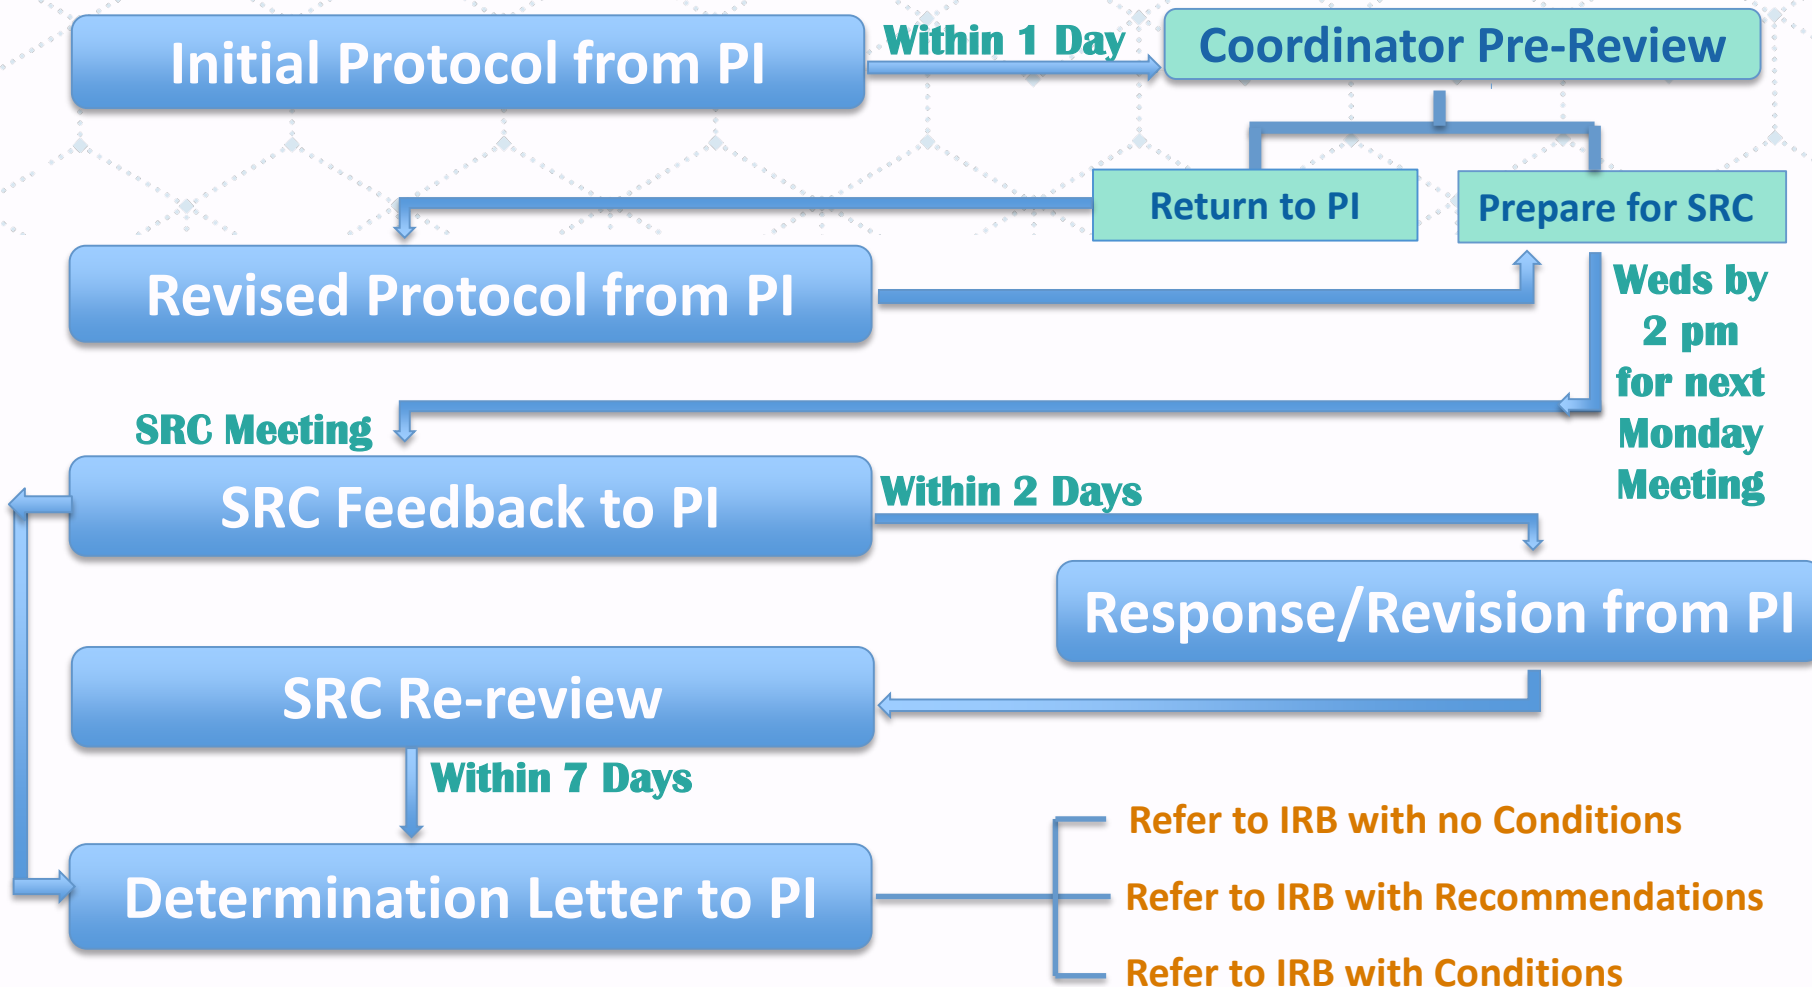 Initial Protocol from PI
Within 1 Day
Coordinator Pre-Review
Return to PI
Prepare for SRC
Revised Protocol from PI
Weds by
2 pm
for next
Monday
Meeting
SRC Meeting
SRC Feedback to PI
Within 2 Days
Response/Revision from PI
SRC Re-review
Within 7 Days
Determination Letter to PI
Refer to IRB with no Conditions
Refer to IRB with Recommendations
Refer to IRB with Conditions